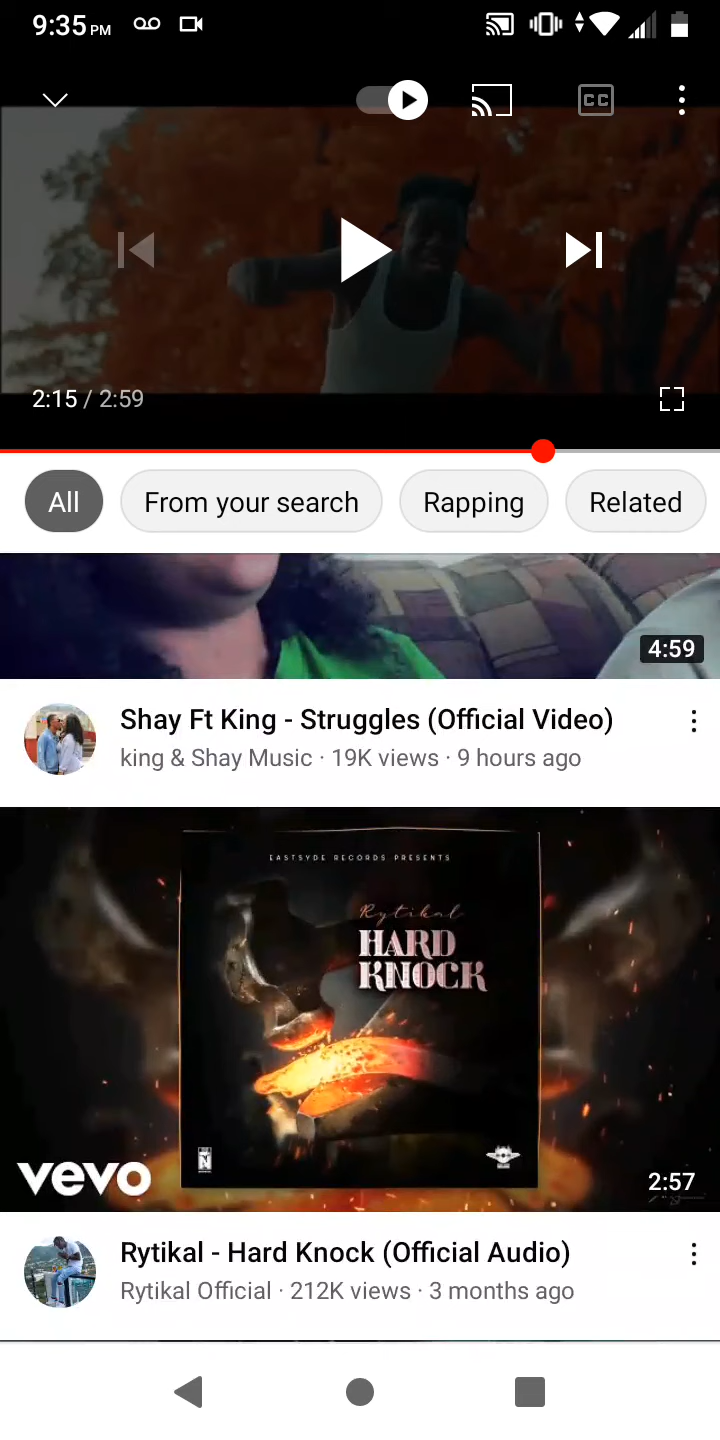 9:35 PM
CC
2:15 / 2:59
All
From your search
Rapping
Related
4:59
Shay Ft King - Struggles (Official Video)
king & Shay Music · 19K views · 9 hours ago
EASTSYDE RECORDS PRESENTS
Rytikal
HARD
KNOCK
vevo
2:57
Rytikal - Hard Knock (Official Audio)
Rytikal Official · 212K views · 3 months ago